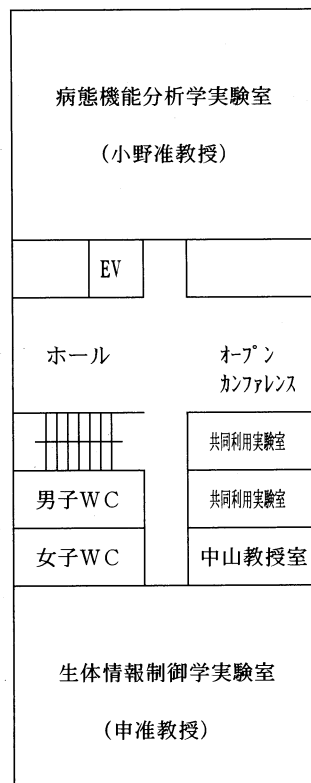 病態機能分析学実験室
(小野准教授)
EV
ホール
オープン
カンファレンス
共同利用実験室
男子WC
共同利用実験室
女子WC
中山教授室
生体情報制御学実験室
(申准教授)